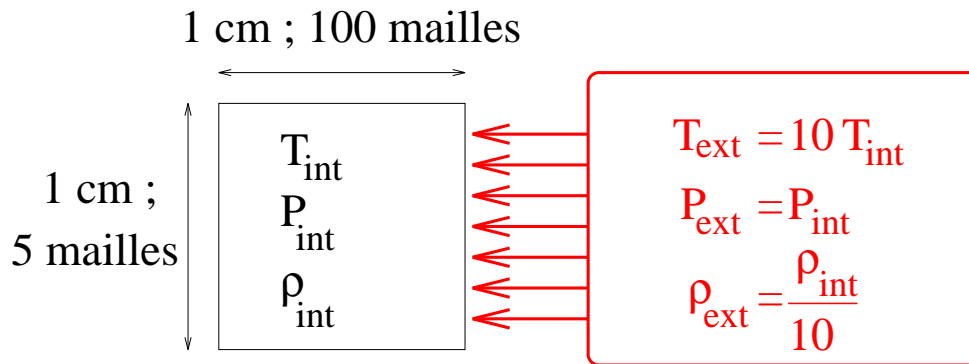 1 cm ; 100 mailles
1 cm ;
5 mailles
T_int
P_int
ρ_int
T_ext = 10 T_int
P_ext = P_int
ρ_ext = ρ_int / 10